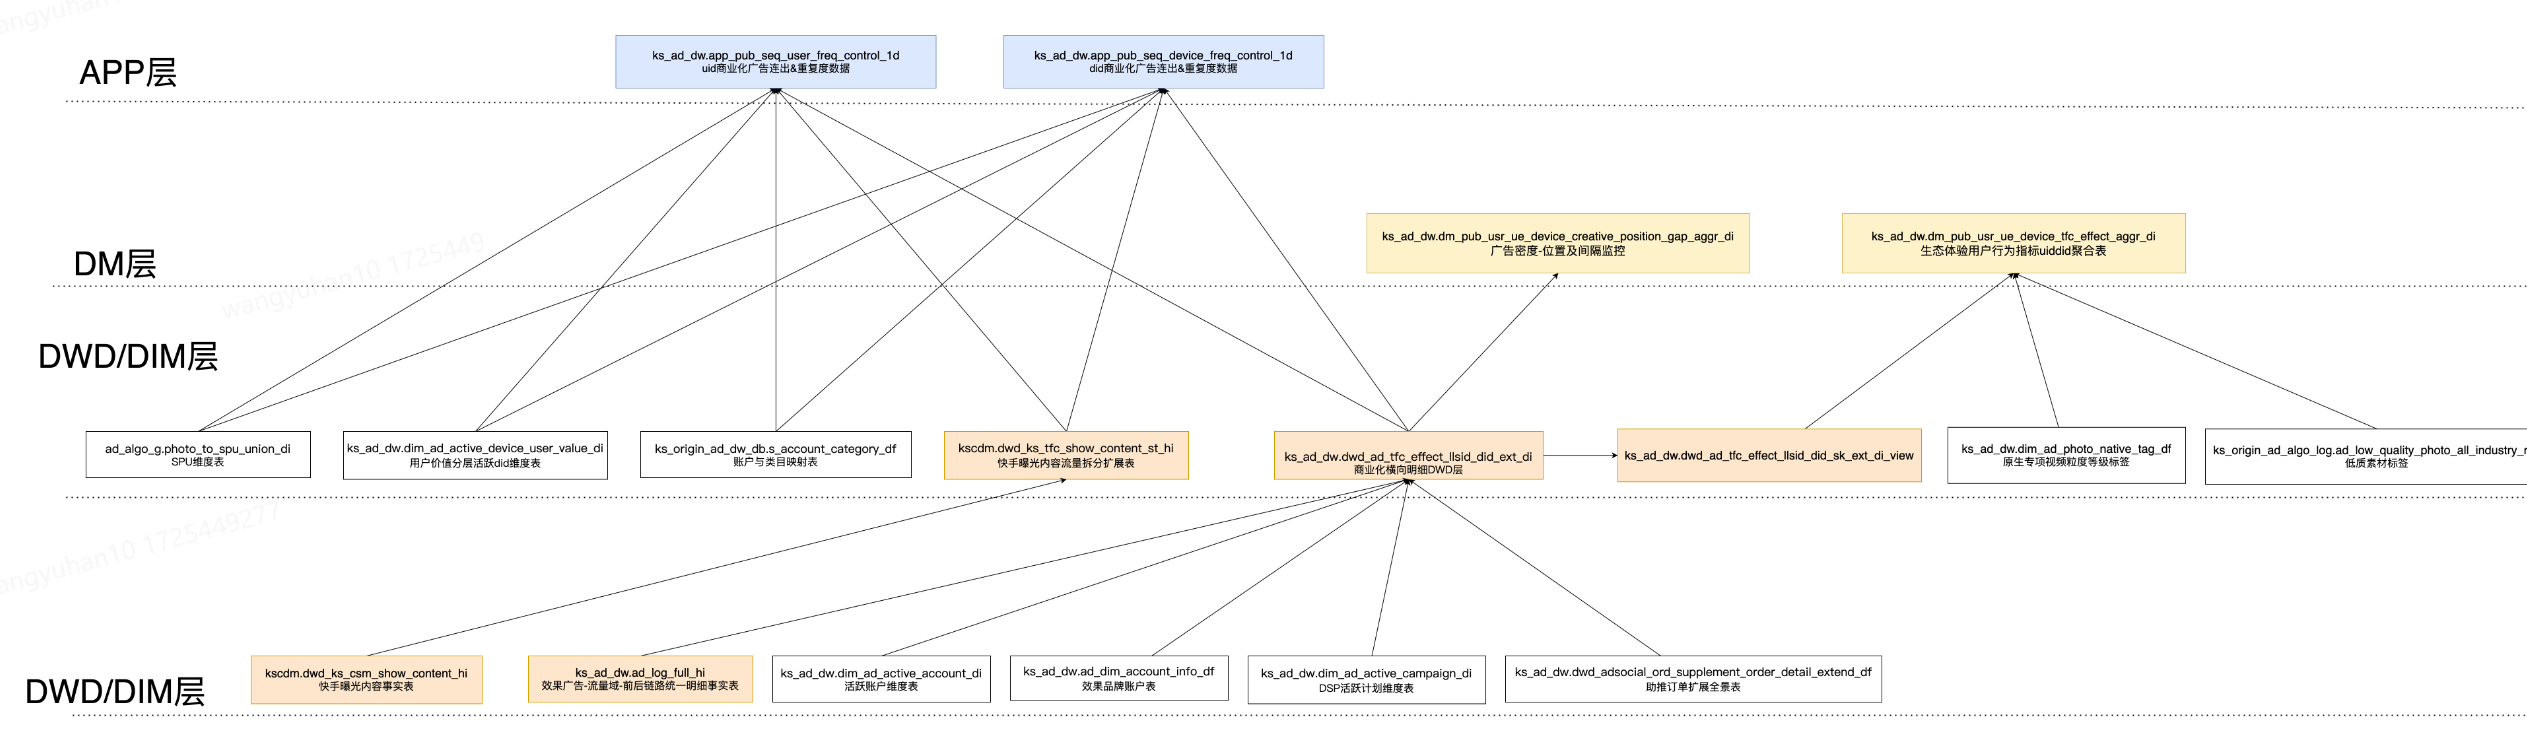 APP层
ks_ad_dw.app_pub_seq_user_freq_control_1d
uid商业化广告连出&重复度数据
ks_ad_dw.app_pub_seq_device_freq_control_1d
did商业化广告连出&重复度数据
DM层
ks_ad_dw.dm_pub_usr_ue_device_creative_position_gap_aggr_di
广告密度-位置及间隔监控
ks_ad_dw.dm_pub_usr_ue_device_tfc_effect_aggr_di
生态体验用户行为指标uiddid聚合表
wangyuhan10 1725449
DWD/DIM层
ad_algo_g.photo_to_spu_union_di
SPU维度表
ks_ad_dw.dim_ad_active_device_user_value_di
用户价值分层活跃did维度表
ks_origin_ad_dw_db.s_account_category_df
账户与类目映射表
kscdm.dwd_ks_tfc_show_content_st_hi
快手曝光内容流量拆分扩展表
ks_ad_dw.dwd_ad_tfc_effect_llsid_did_ext_di
商业化横向明细DWD层
ks_ad_dw.dwd_ad_tfc_effect_llsid_did_sk_ext_di_view
ks_ad_dw.dim_ad_photo_native_tag_df
原生专项视频粒度等级标签
ks_origin_ad_algo_log.ad_low_quality_photo_all_industry_r
低质素材标签
angyuhan10 1725449277
DWD/DIM层
kscdm.dwd_ks_csm_show_content_hi
快手曝光内容事实表
ks_ad_dw.ad_log_full_hi
效果广告-流量域-前后链路统一明细事实表
ks_ad_dw.dim_ad_active_account_di
活跃账户维度表
ks_ad_dw.ad_dim_account_info_df
效果品牌账户表
ks_ad_dw.dim_ad_active_campaign_di
DSP活跃计划维度表
ks_ad_dw.dwd_adsocial_ord_supplement_order_detail_extend_df
助推订单扩展全景表